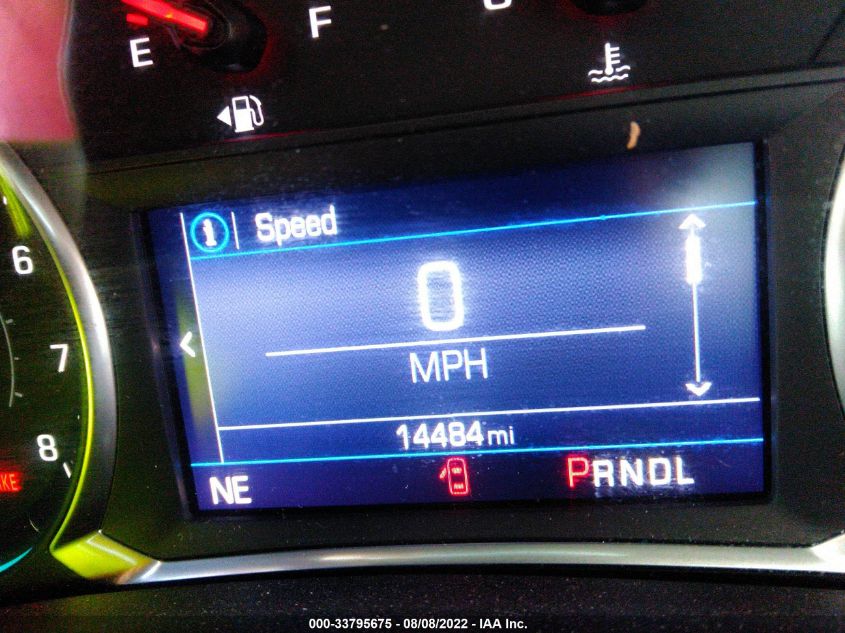 E
F
6
7
8
i Speed
0
MPH
14484 mi
NE
PRNDL
000-33795675 - 08/08/2022 - IAA Inc.